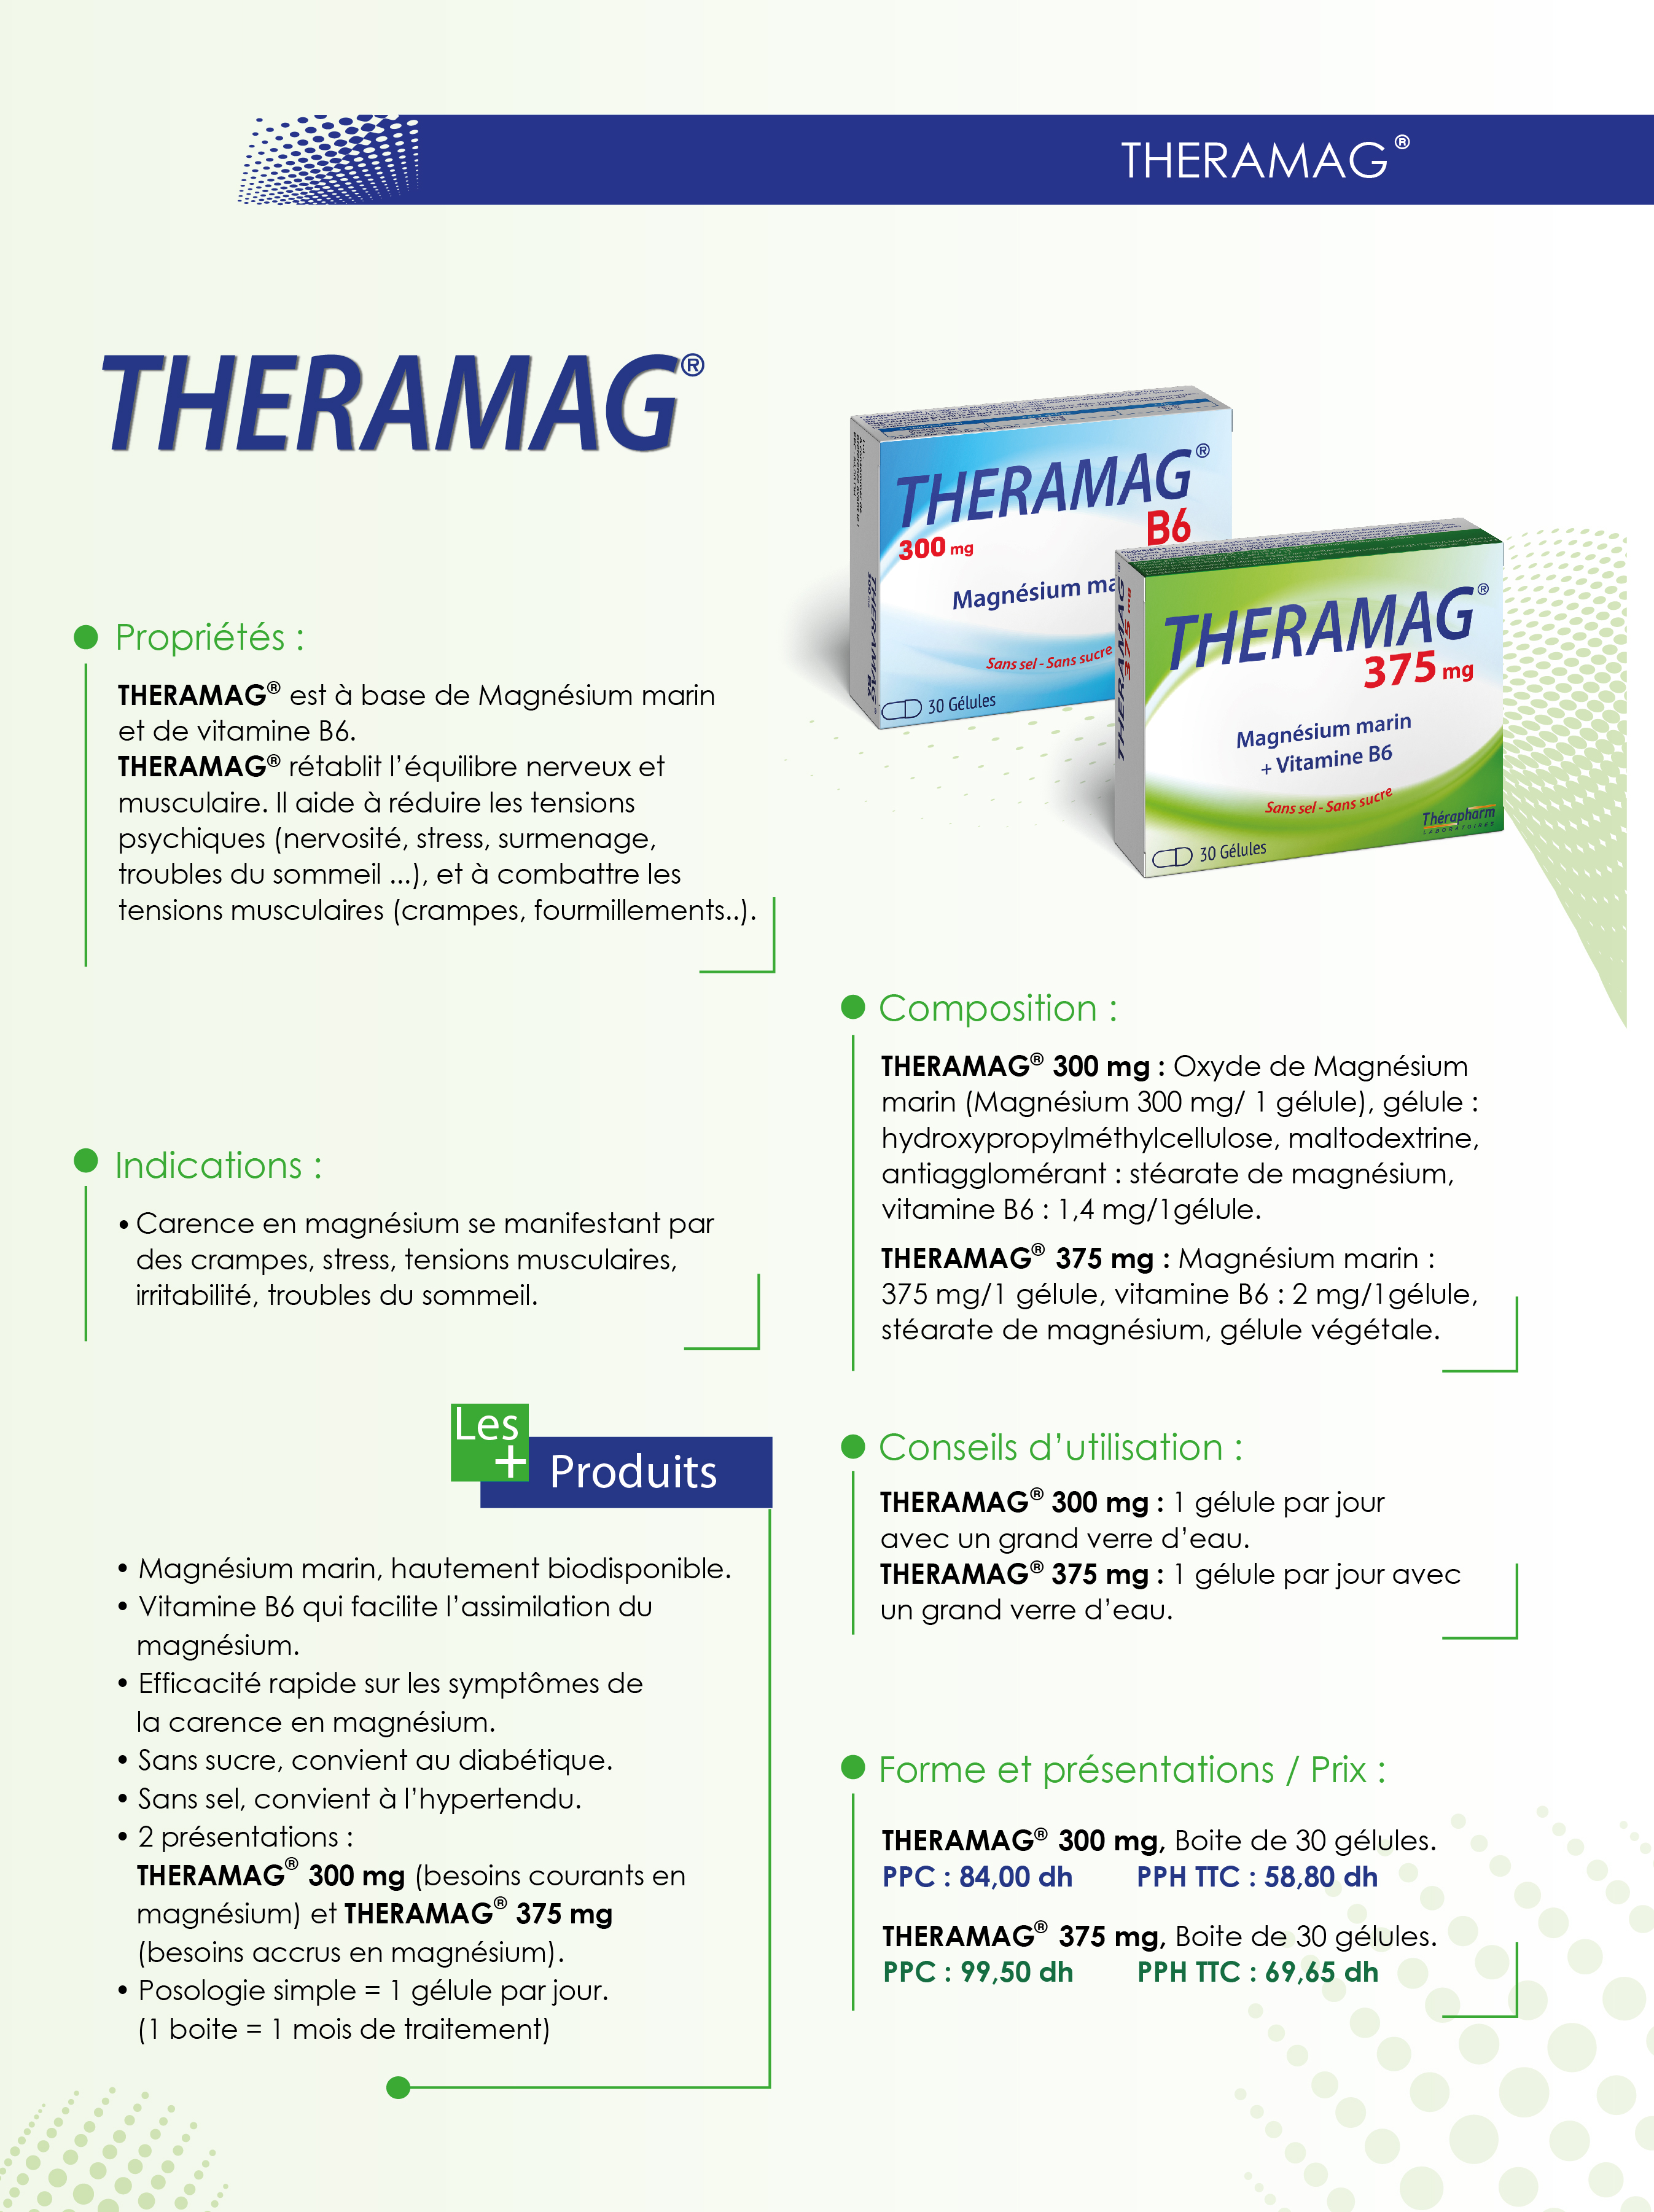 THERAMAG®
THERAMAG®
THERAMAG®
B6
300 mg
Magnésium
Sans sel - Sans sucre
30 Gélules
THERAMAG®
375 mg
Magnésium marin
+ Vitamine B6
Sans sel - Sans sucre
Thérapharm
LABORATOIRES
30 Gélules
Propriétés :
THERAMAG® est à base de Magnésium marin
et de vitamine B6.
THERAMAG® rétablit l’équilibre nerveux et
musculaire. Il aide à réduire les tensions
psychiques (nervosité, stress, surmenage,
troubles du sommeil ...), et à combattre les
tensions musculaires (crampes, fourmillements..).
Indications :
• Carence en magnésium se manifestant par
des crampes, stress, tensions musculaires,
irritabilité, troubles du sommeil.
Les
+
Produits
• Magnésium marin, hautement biodisponible.
• Vitamine B6 qui facilite l’assimilation du
magnésium.
• Efficacité rapide sur les symptômes de
la carence en magnésium.
• Sans sucre, convient au diabétique.
• Sans sel, convient à l’hypertendu.
• 2 présentations :
THERAMAG® 300 mg (besoins courants en
magnésium) et THERAMAG® 375 mg
(besoins accrus en magnésium).
• Posologie simple = 1 gélule par jour.
(1 boite = 1 mois de traitement)
Composition :
THERAMAG® 300 mg : Oxyde de Magnésium
marin (Magnésium 300 mg/ 1 gélule), gélule :
hydroxypropylméthylcellulose, maltodextrine,
antiagglomérant : stéarate de magnésium,
vitamine B6 : 1,4 mg/1gélule.
THERAMAG® 375 mg : Magnésium marin :
375 mg/1 gélule, vitamine B6 : 2 mg/1gélule,
stéarate de magnésium, gélule végétale.
Conseils d’utilisation :
THERAMAG® 300 mg : 1 gélule par jour
avec un grand verre d’eau.
THERAMAG® 375 mg : 1 gélule par jour avec
un grand verre d’eau.
Forme et présentations / Prix :
THERAMAG® 300 mg, Boite de 30 gélules.
PPC : 84,00 dh PPH TTC : 58,80 dh
THERAMAG® 375 mg, Boite de 30 gélules.
PPC : 99,50 dh PPH TTC : 69,65 dh